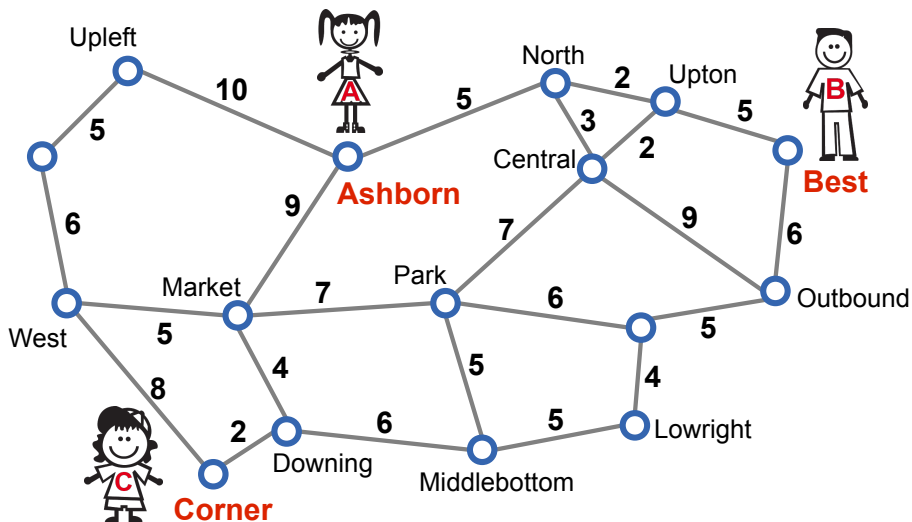 Upleft
North
2
Upton
A
B
10
5
5
5
3
2
Central
Ashborn
Best
9
6
7
9
6
Market
Park
7
6
Outbound
West
5
5
4
5
4
8
2
6
5
Lowright
Downing
Middlebottom
C
Corner